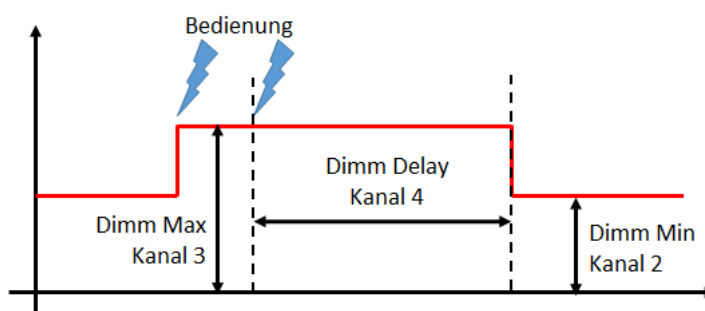 Bedienung
Dimm Delay
Kanal 4
Dimm Max
Kanal 3
Dimm Min
Kanal 2